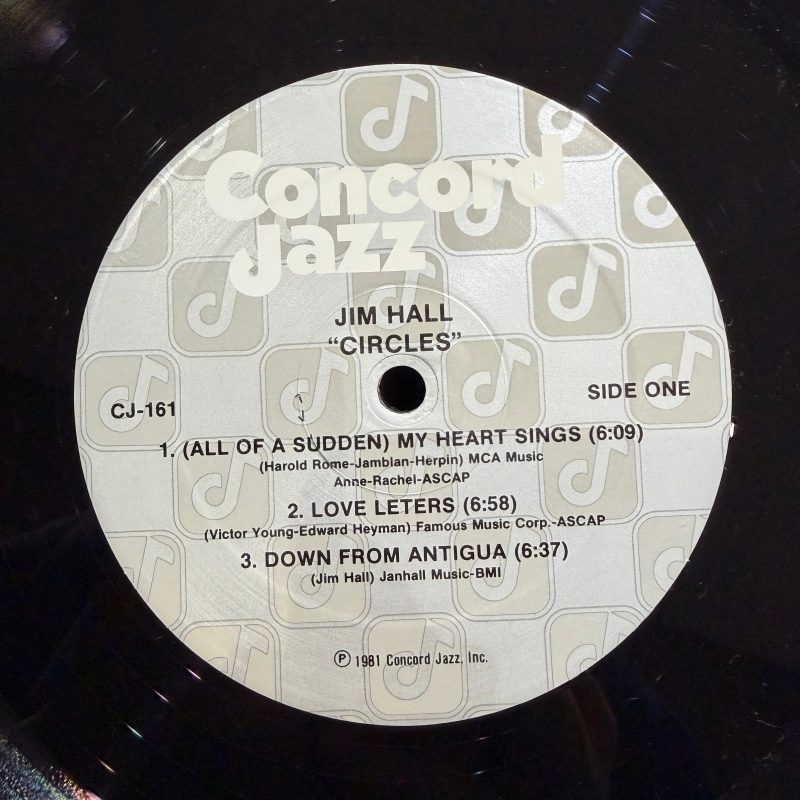 Concord
Jazz
JIM HALL
“CIRCLES”
CJ-161
SIDE ONE
1. (ALL OF A SUDDEN) MY HEART SINGS (6:09)
(Harold Rome-Jamblan-Herpin) MCA Music
Anne-Rachel-ASCAP
2. LOVE LETERS (6:58)
(Victor Young-Edward Heyman) Famous Music Corp.-ASCAP
3. DOWN FROM ANTIGUA (6:37)
(Jim Hall) Janhall Music-BMI
℗ 1981 Concord Jazz, Inc.